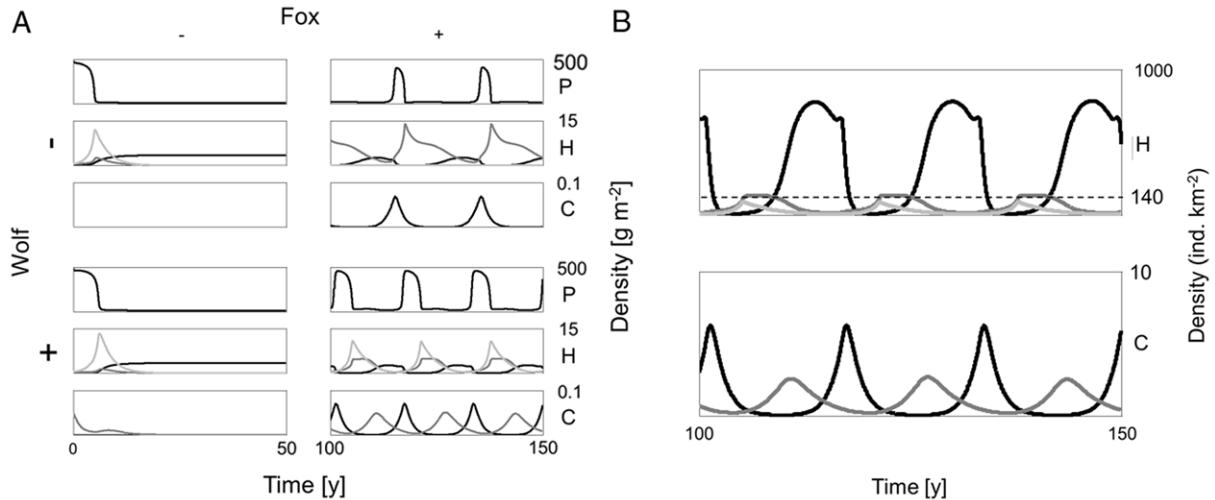 A
Fox
- +
500
P
15
- H
0.1
C
Wolf
500
P
15
+ H
0.1
C
0 50 100 150
Time [y]
Density [g m-2]
B
1000
H
140
10
C
100 150
Time [y]
Density (ind. km-2)